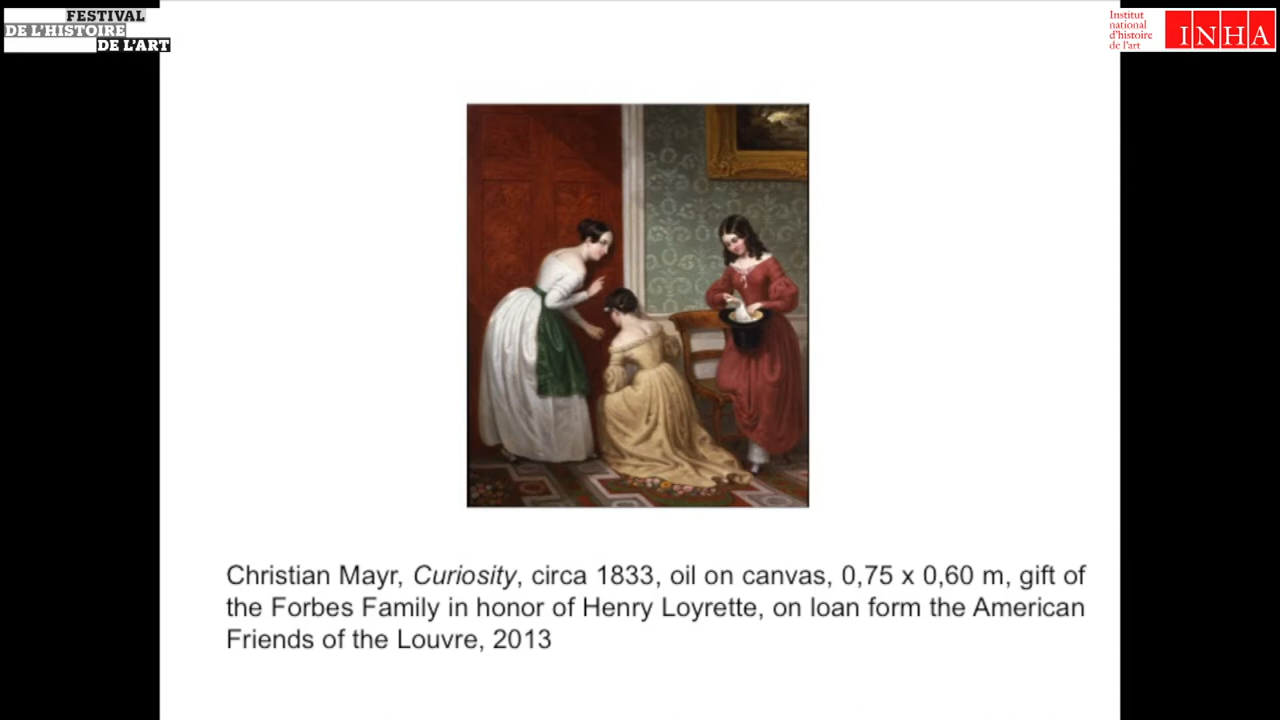 FESTIVAL
DE L'HISTOIRE
DE L'ART
Institut
national
d'histoire
de l'art
INHA
Christian Mayr, Curiosity, circa 1833, oil on canvas, 0,75 x 0,60 m, gift of
the Forbes Family in honor of Henry Loyrette, on loan form the American
Friends of the Louvre, 2013